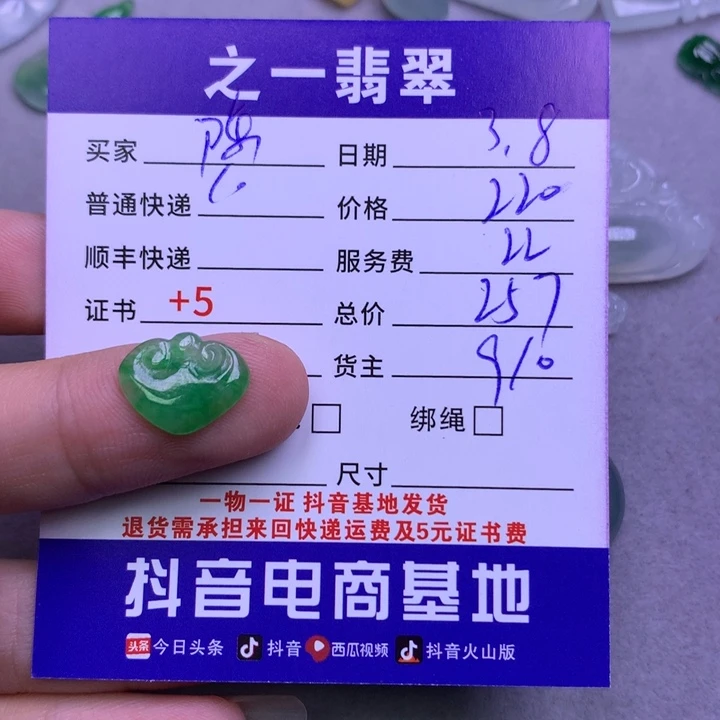 之一翡翠
买家 日期 3.8
普通快递 价格 220
顺丰快递 服务费 22
证书 +5 总价 257
货主 910
绑绳
尺寸
一物一证 抖音基地发货
退货需承担来回快递运费及5元证书费
抖音电商基地
头条 今日头条 抖音 西瓜视频 抖音火山版